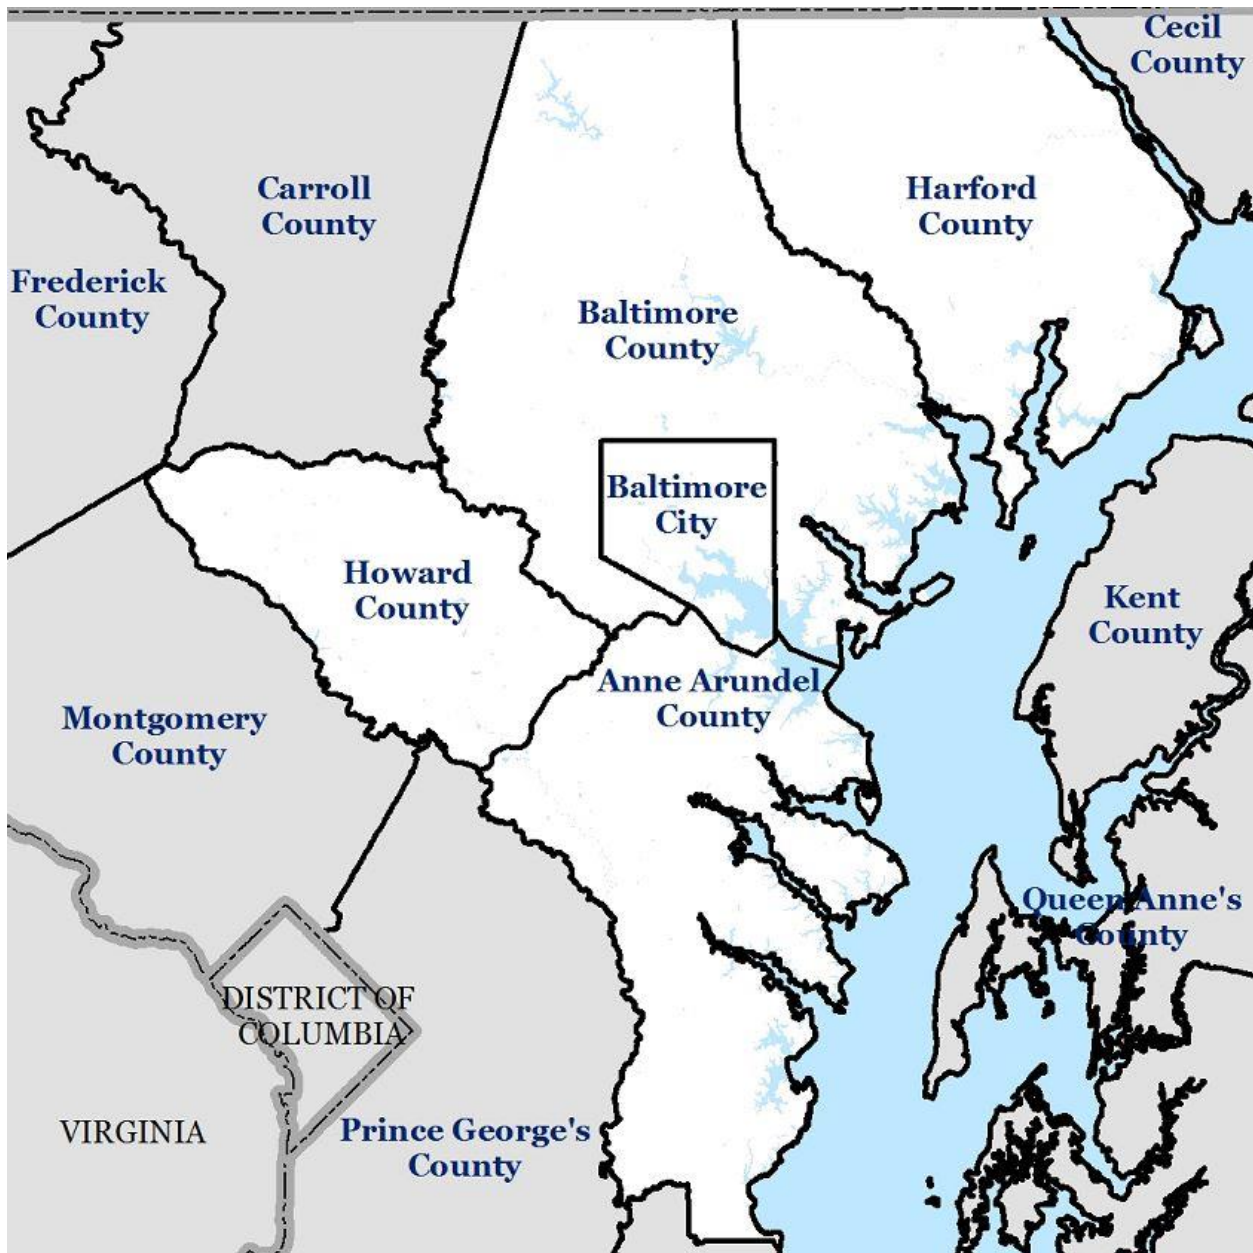 Cecil
County
Carroll
County
Harford
County
Frederick
County
Baltimore
County
Baltimore
City
Howard
County
Kent
County
Anne Arundel
County
Montgomery
County
Queen Anne's
County
DISTRICT OF
COLUMBIA
VIRGINIA
Prince George's
County